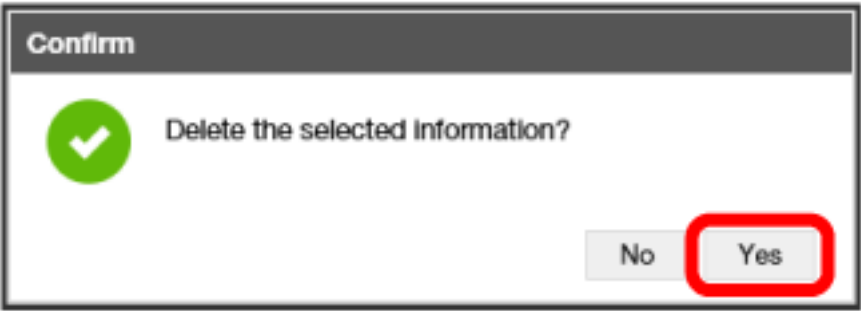 Confirm
Delete the selected information?
No Yes